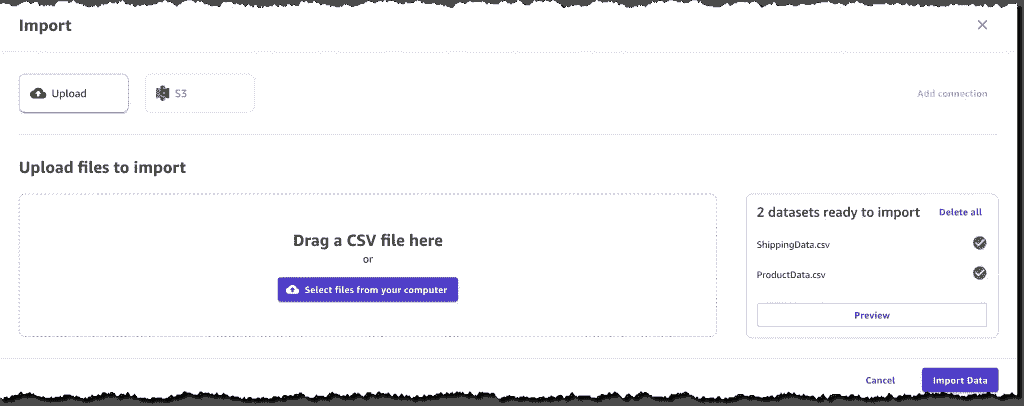 Import
Upload
S3
Add connection
Upload files to import
Drag a CSV file here
or
Select files from your computer
2 datasets ready to import
Delete all
ShippingData.csv
ProductData.csv
Preview
Cancel
Import Data